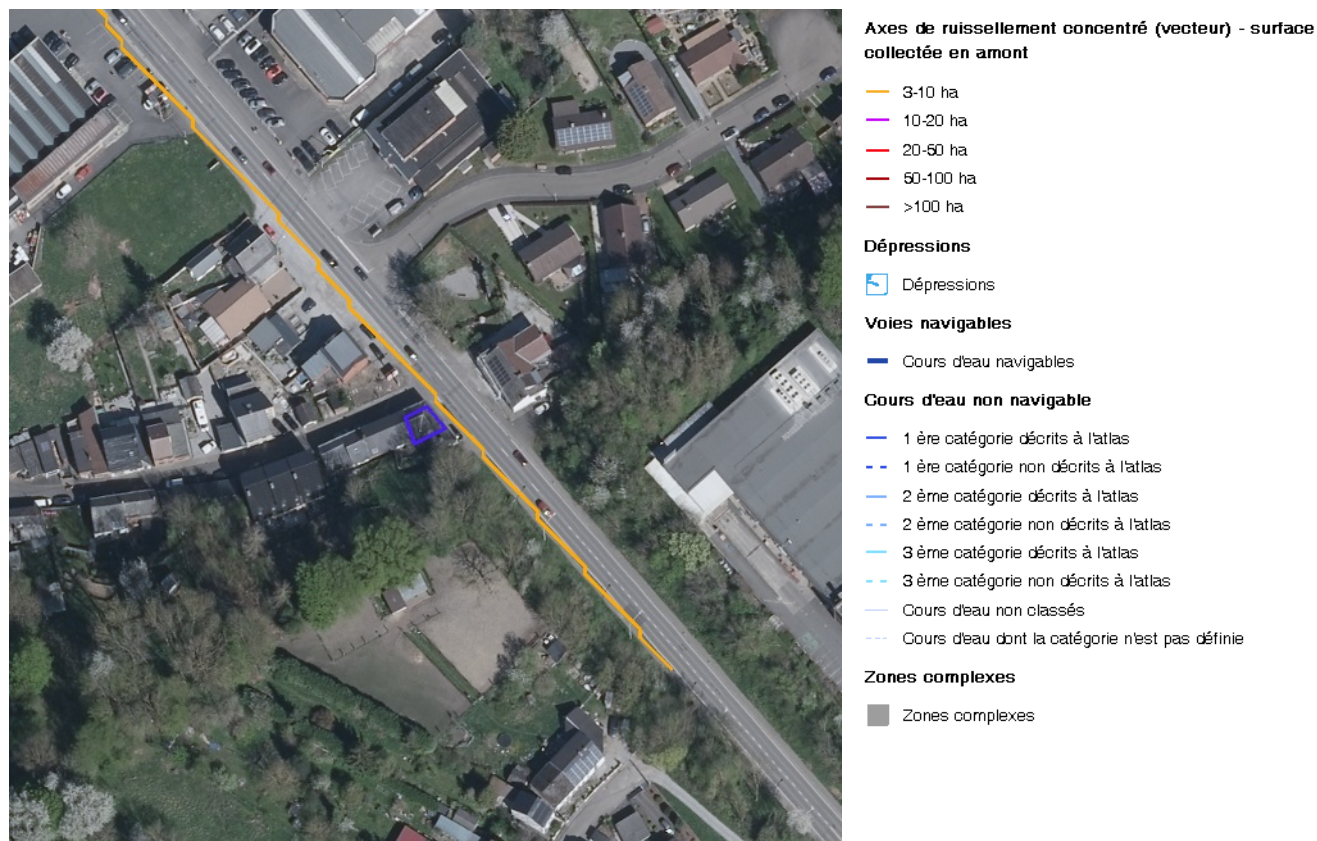 Axes de ruissellement concentré (vecteur) - surface
collectée en amont
3-10 ha
10-20 ha
20-50 ha
50-100 ha
>100 ha
Dépressions
Dépressions
Voies navigables
Cours d'eau navigables
Cours d'eau non navigable
1 ère catégorie décrits à l'atlas
1 ère catégorie non décrits à l'atlas
2 ème catégorie décrits à l'atlas
2 ème catégorie non décrits à l'atlas
3 ème catégorie décrits à l'atlas
3 ème catégorie non décrits à l'atlas
Cours d'eau non classés
Cours d'eau dont la catégorie n'est pas définie
Zones complexes
Zones complexes